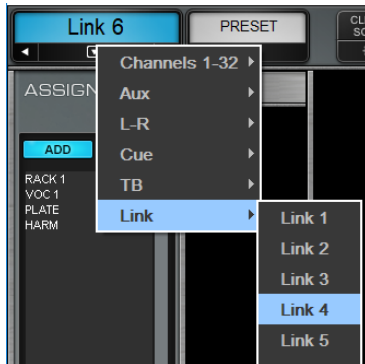 Link 6
PRESET
Channels 1-32
ASSIGN
Aux
L-R
ADD
Cue
RACK 1
VOC 1
PLATE
HARM
TB
Link
Link 1
Link 2
Link 3
Link 4
Link 5